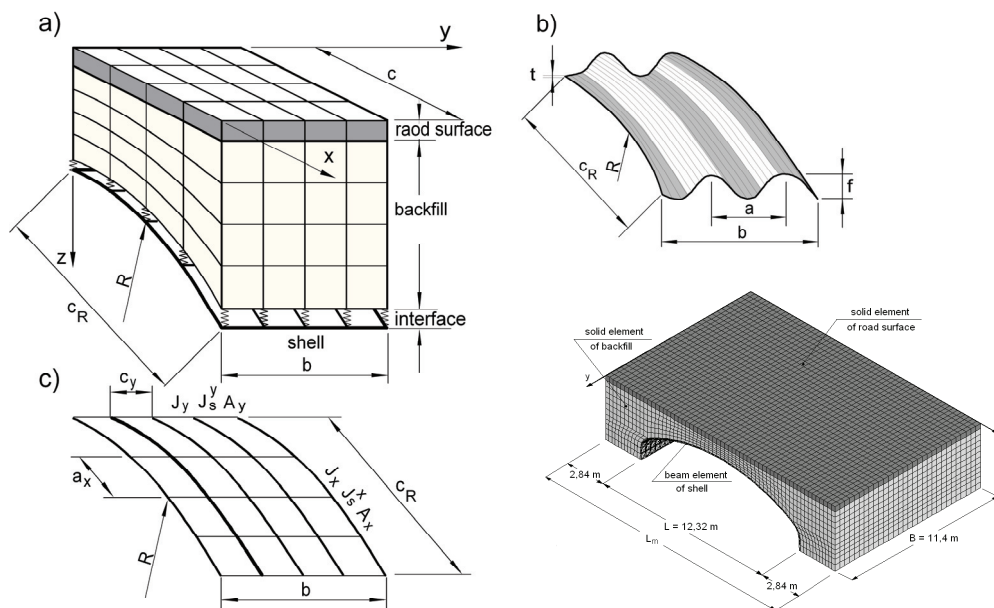 a)
y
c
raod surface
x
backfill
z
R
c_R
interface
shell
b
b)
t
R
c_R
a
f
b
c)
c_y
J_y J_s^y A_y
a_x
J_x J_s^x A_x
c_R
R
b
solid element
of backfill
solid element
of road surface
y
beam element
of shell
2,84 m
L = 12,32 m
L_m
2,84 m
B = 11,4 m